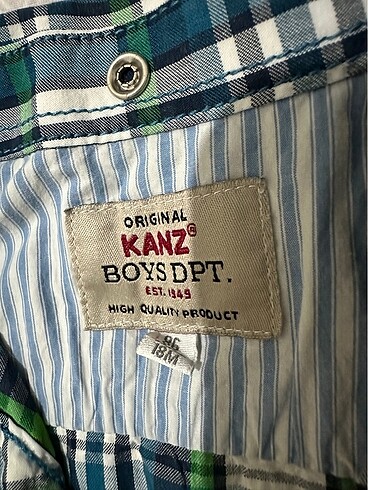 ORIGINAL
KANZ®
BOYS DPT.
EST. 1949
HIGH QUALITY PRODUCT
86
18M